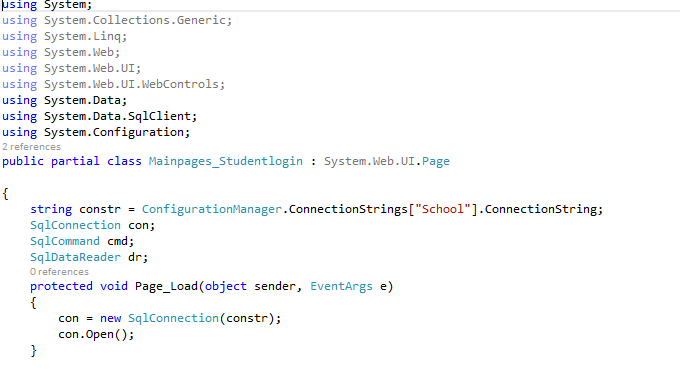 using System;
using System.Collections.Generic;
using System.Linq;
using System.Web;
using System.Web.UI;
using System.Web.UI.WebControls;
using System.Data;
using System.Data.SqlClient;
using System.Configuration;
2 references
public partial class Mainpages_Studentlogin : System.Web.UI.Page
{
string constr = ConfigurationManager.ConnectionStrings["School"].ConnectionString;
SqlConnection con;
SqlCommand cmd;
SqlDataReader dr;
0 references
protected void Page_Load(object sender, EventArgs e)
{
con = new SqlConnection(constr);
con.Open();
}